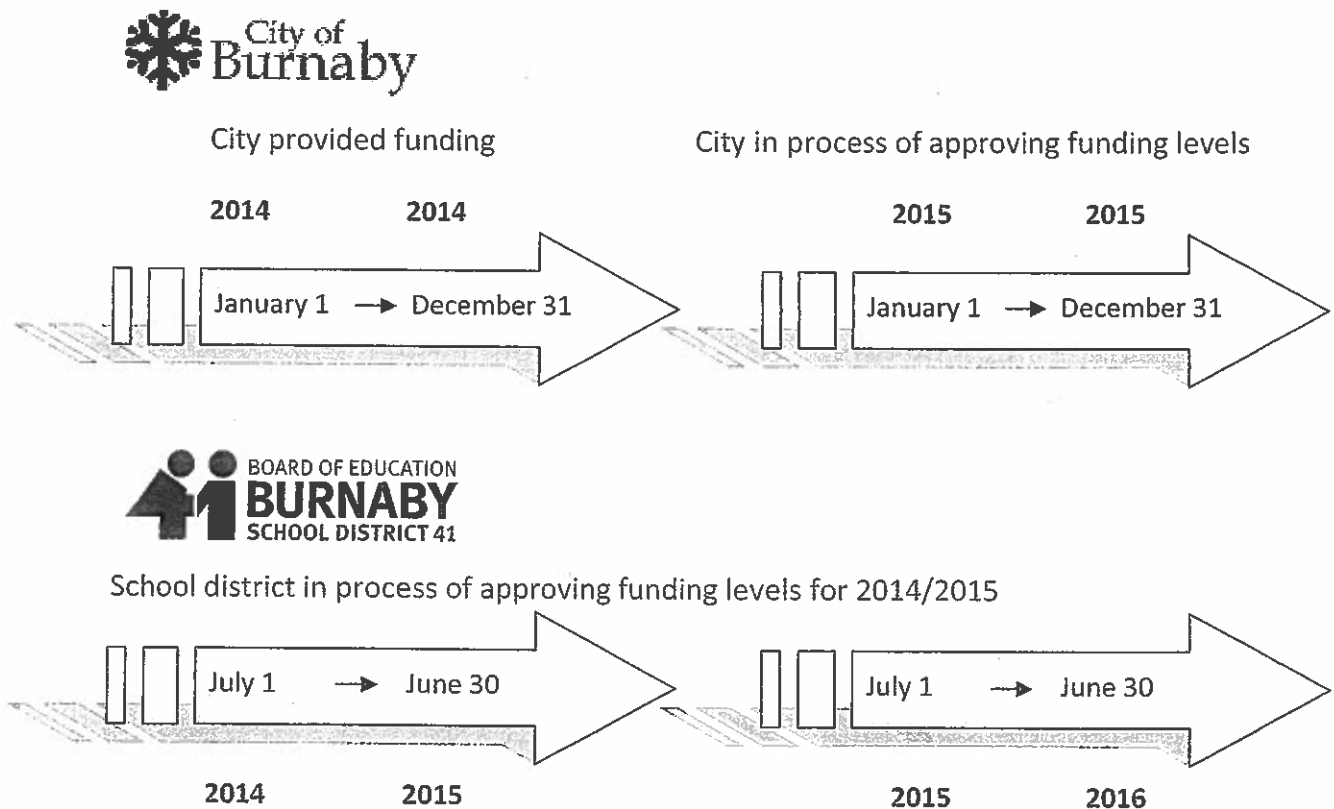 City of
Burnaby
City provided funding
City in process of approving funding levels
2014 2014
2015 2015
January 1 → December 31
January 1 → December 31
41
BOARD OF EDUCATION
BURNABY
SCHOOL DISTRICT 41
School district in process of approving funding levels for 2014/2015
July 1 → June 30
July 1 → June 30
2014 2015
2015 2016